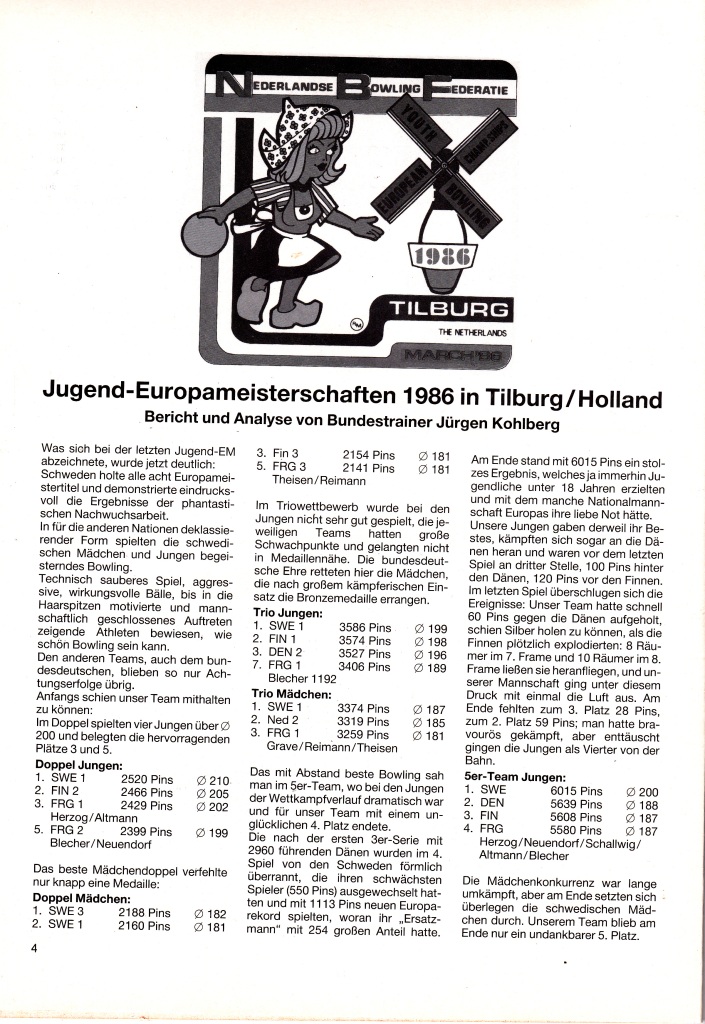 NEDERLANDSE BOWLING FEDERATIE
YOUTH
CHAMP.SHIPS
EUROPEAN
BOWLING
1986
TILBURG
THE NETHERLANDS
MARCH '86
Jugend-Europameisterschaften 1986 in Tilburg/Holland
Bericht und Analyse von Bundestrainer Jürgen Kohlberg
Was sich bei der letzten Jugend-EM
abzeichnete, wurde jetzt deutlich:
Schweden holte alle acht Europamei-
stertitel und demonstrierte eindrucks-
voll die Ergebnisse der phantasti-
schen Nachwuchsarbeit.
In für die anderen Nationen deklassie-
render Form spielten die schwedi-
schen Mädchen und Jungen begei-
sterndes Bowling.
Technisch sauberes Spiel, aggres-
sive, wirkungsvolle Bälle, bis in die
Haarspitzen motivierte und mann-
schaftlich geschlossenes Auftreten
zeigende Athleten bewiesen, wie
schön Bowling sein kann.
Den anderen Teams, auch dem bun-
desdeutschen, blieben so nur Ach-
tungserfolge übrig.
Anfangs schien unser Team mithalten
zu können:
Im Doppel spielten vier Jungen über ∅
200 und belegten die hervorragenden
Plätze 3 und 5.
Doppel Jungen:
1. SWE 1 2520 Pins ∅ 210
2. FIN 2 2466 Pins ∅ 205
3. FRG 1 2429 Pins ∅ 202
Herzog/Altmann
5. FRG 2 2399 Pins ∅ 199
Blecher/Neuendorf
Das beste Mädchendoppel verfehlte
nur knapp eine Medaille:
Doppel Mädchen:
1. SWE 3 2188 Pins ∅ 182
2. SWE 1 2160 Pins ∅ 181
3. Fin 3 2154 Pins ∅ 181
5. FRG 3 2141 Pins ∅ 181
Theisen/Reimann
Im Triowettbewerb wurde bei den
Jungen nicht sehr gut gespielt, die je-
weiligen Teams hatten große
Schwachpunkte und gelangten nicht
in Medaillennähe. Die bundesdeut-
sche Ehre retteten hier die Mädchen,
die nach großem kämpferischen Ein-
satz die Bronzemedaille errangen.
Trio Jungen:
1. SWE 1 3586 Pins ∅ 199
2. FIN 1 3574 Pins ∅ 198
3. DEN 2 3527 Pins ∅ 196
7. FRG 1 3406 Pins ∅ 189
Blecher 1192
Trio Mädchen:
1. SWE 1 3374 Pins ∅ 187
2. Ned 2 3319 Pins ∅ 185
3. FRG 1 3259 Pins ∅ 181
Grave/Reimann/Theisen
Das mit Abstand beste Bowling sah
man im 5er-Team, wo bei den Jungen
der Wettkampfverlauf dramatisch war
und für unser Team mit einem un-
glücklichen 4. Platz endete.
Die nach der ersten 3er-Serie mit
2960 führenden Dänen wurden im 4.
Spiel von den Schweden förmlich
überrannt, die ihren schwächsten
Spieler (550 Pins) ausgewechselt hat-
ten und mit 1113 Pins neuen Europa-
rekord spielten, woran ihr „Ersatz-
mann“ mit 254 großen Anteil hatte.
Am Ende stand mit 6015 Pins ein stol-
zes Ergebnis, welches ja immerhin Ju-
gendliche unter 18 Jahren erzielten
und mit dem manche Nationalmann-
schaft Europas ihre liebe Not hätte.
Unsere Jungen gaben derweil ihr Be-
stes, kämpften sich sogar an die Dä-
nen heran und waren vor dem letzten
Spiel an dritter Stelle, 100 Pins hinter
den Dänen, 120 Pins vor den Finnen.
Im letzten Spiel überschlugen sich die
Ereignisse: Unser Team hatte schnell
60 Pins gegen die Dänen aufgeholt,
schien Silber holen zu können, als die
Finnen plötzlich explodierten: 8 Räu-
mer im 7. Frame und 10 Räumer im 8.
Frame ließen sie heranfliegen, und un-
serer Mannschaft ging unter diesem
Druck mit einmal die Luft aus. Am
Ende fehlten zum 3. Platz 28 Pins,
zum 2. Platz 59 Pins; man hatte bra-
vourös gekämpft, aber enttäuscht
gingen die Jungen als Vierter von der
Bahn.
5er-Team Jungen:
1. SWE 6015 Pins ∅ 200
2. DEN 5639 Pins ∅ 188
3. FIN 5608 Pins ∅ 187
4. FRG 5580 Pins ∅ 187
Herzog/Neuendorf/Schallwig/
Altmann/Blecher
Die Mädchenkonkurrenz war lange
umkämpft, aber am Ende setzten sich
überlegen die schwedischen Mäd-
chen durch. Unserem Team blieb am
Ende nur ein undankbarer 5. Platz.
4